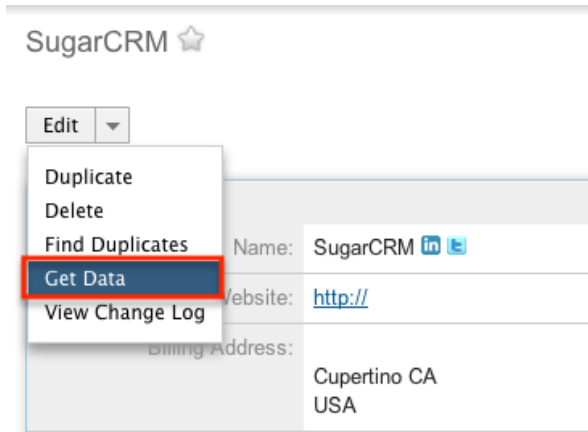 SugarCRM
Edit
Duplicate
Delete
Find Duplicates
Get Data
View Change Log
Name: SugarCRM
Website: http://
Billing Address:
Cupertino CA
USA